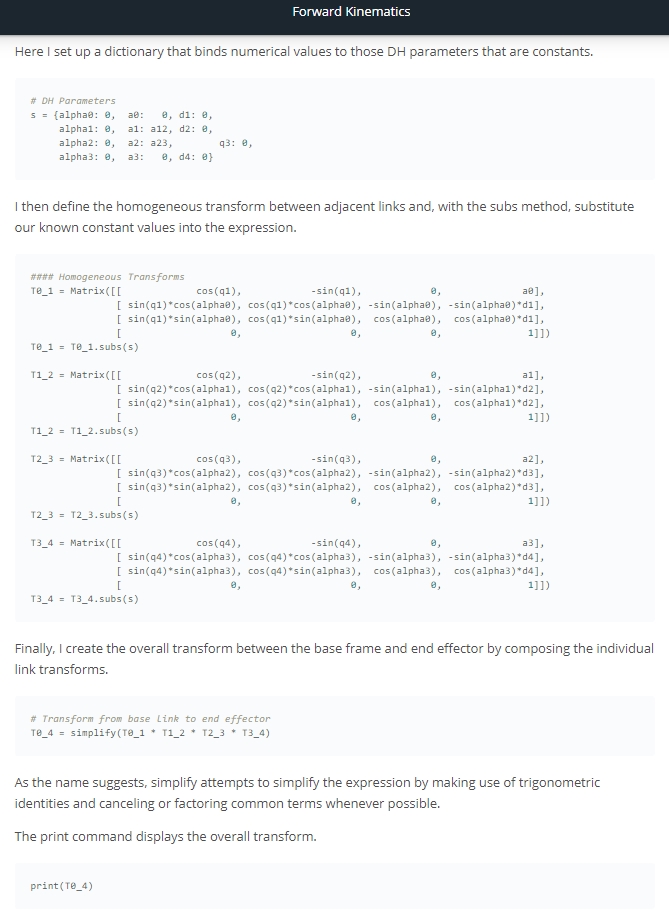 Forward Kinematics
Here I set up a dictionary that binds numerical values to those DH parameters that are constants.
# DH Parameters
s = {alpha0: 0, a0: 0, d1: 0,
alpha1: 0, a1: a12, d2: 0,
alpha2: 0, a2: a23, q3: 0,
alpha3: 0, a3: 0, d4: 0}
I then define the homogeneous transform between adjacent links and, with the subs method, substitute
our known constant values into the expression.
#### Homogeneous Transforms
T0_1 = Matrix([[ cos(q1), -sin(q1), 0, a0],
[ sin(q1)*cos(alpha0), cos(q1)*cos(alpha0), -sin(alpha0), -sin(alpha0)*d1],
[ sin(q1)*sin(alpha0), cos(q1)*sin(alpha0), cos(alpha0), cos(alpha0)*d1],
[ 0, 0, 0, 1]])
T0_1 = T0_1.subs(s)
T1_2 = Matrix([[ cos(q2), -sin(q2), 0, a1],
[ sin(q2)*cos(alpha1), cos(q2)*cos(alpha1), -sin(alpha1), -sin(alpha1)*d2],
[ sin(q2)*sin(alpha1), cos(q2)*sin(alpha1), cos(alpha1), cos(alpha1)*d2],
[ 0, 0, 0, 1]])
T1_2 = T1_2.subs(s)
T2_3 = Matrix([[ cos(q3), -sin(q3), 0, a2],
[ sin(q3)*cos(alpha2), cos(q3)*cos(alpha2), -sin(alpha2), -sin(alpha2)*d3],
[ sin(q3)*sin(alpha2), cos(q3)*sin(alpha2), cos(alpha2), cos(alpha2)*d3],
[ 0, 0, 0, 1]])
T2_3 = T2_3.subs(s)
T3_4 = Matrix([[ cos(q4), -sin(q4), 0, a3],
[ sin(q4)*cos(alpha3), cos(q4)*cos(alpha3), -sin(alpha3), -sin(alpha3)*d4],
[ sin(q4)*sin(alpha3), cos(q4)*sin(alpha3), cos(alpha3), cos(alpha3)*d4],
[ 0, 0, 0, 1]])
T3_4 = T3_4.subs(s)
Finally, I create the overall transform between the base frame and end effector by composing the individual
link transforms.
# Transform from base link to end effector
T0_4 = simplify(T0_1 * T1_2 * T2_3 * T3_4)
As the name suggests, simplify attempts to simplify the expression by making use of trigonometric
identities and canceling or factoring common terms whenever possible.
The print command displays the overall transform.
print(T0_4)